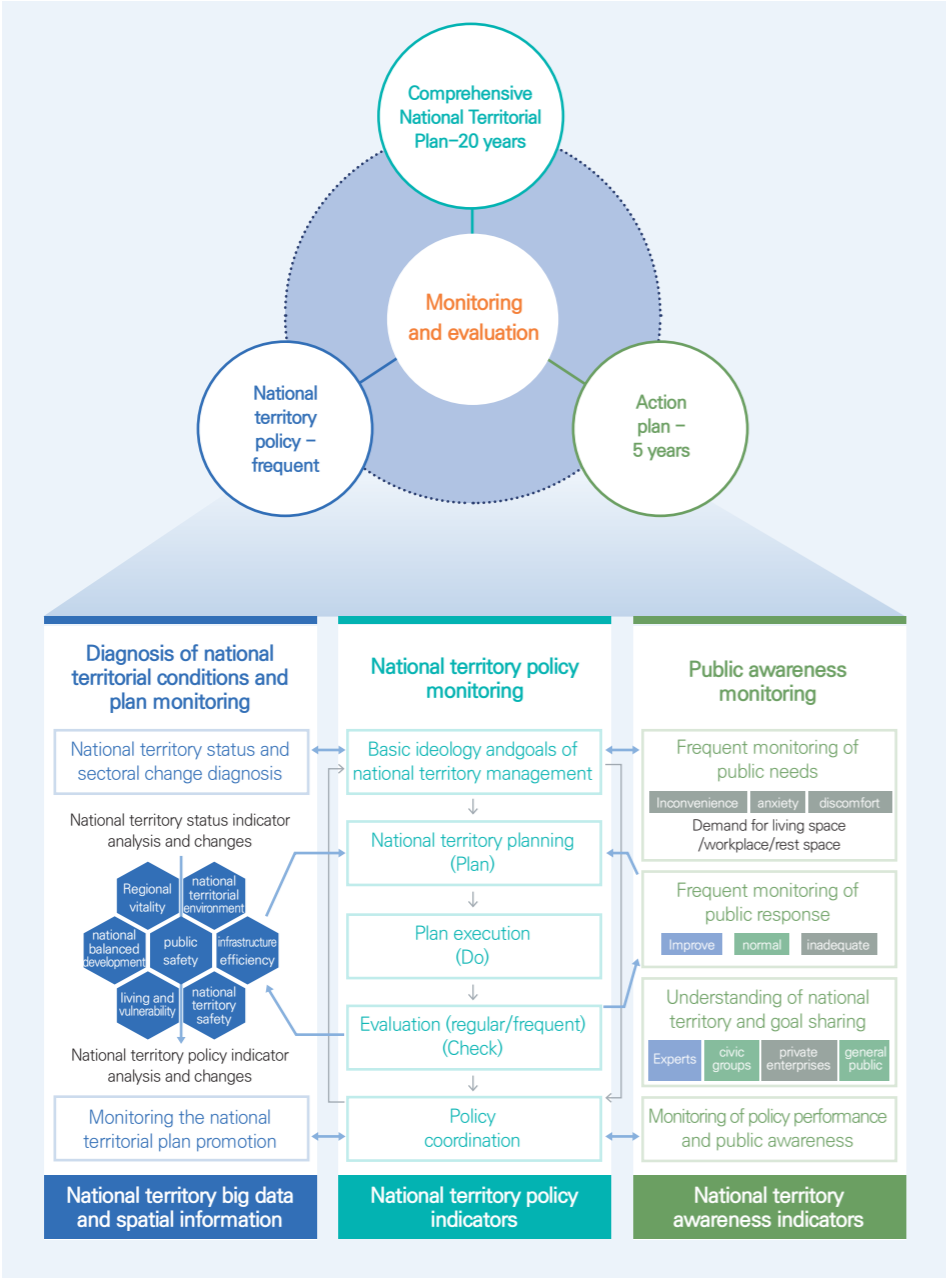 Comprehensive
National Territorial
Plan–20 years
Monitoring
and evaluation
National
territory
policy –
frequent
Action
plan –
5 years
Diagnosis of national
territorial conditions and
plan monitoring
National territory status and
sectoral change diagnosis
National territory status indicator
analysis and changes
Regional
vitality
national
territorial
environment
national
balanced
development
public
safety
infrastructure
efficiency
living and
vulnerability
national
territory
safety
National territory policy indicator
analysis and changes
Monitoring the national
territorial plan promotion
National territory big data
and spatial information
National territory policy
monitoring
Basic ideology andgoals of
national territory management
National territory planning
(Plan)
Plan execution
(Do)
Evaluation (regular/frequent)
(Check)
Policy
coordination
National territory policy
indicators
Public awareness
monitoring
Frequent monitoring of
public needs
Inconvenience anxiety discomfort
Demand for living space
/workplace/rest space
Frequent monitoring of
public response
Improve normal inadequate
Understanding of national
territory and goal sharing
Experts
civic
groups
private
enterprises
general
public
Monitoring of policy performance
and public awareness
National territory
awareness indicators